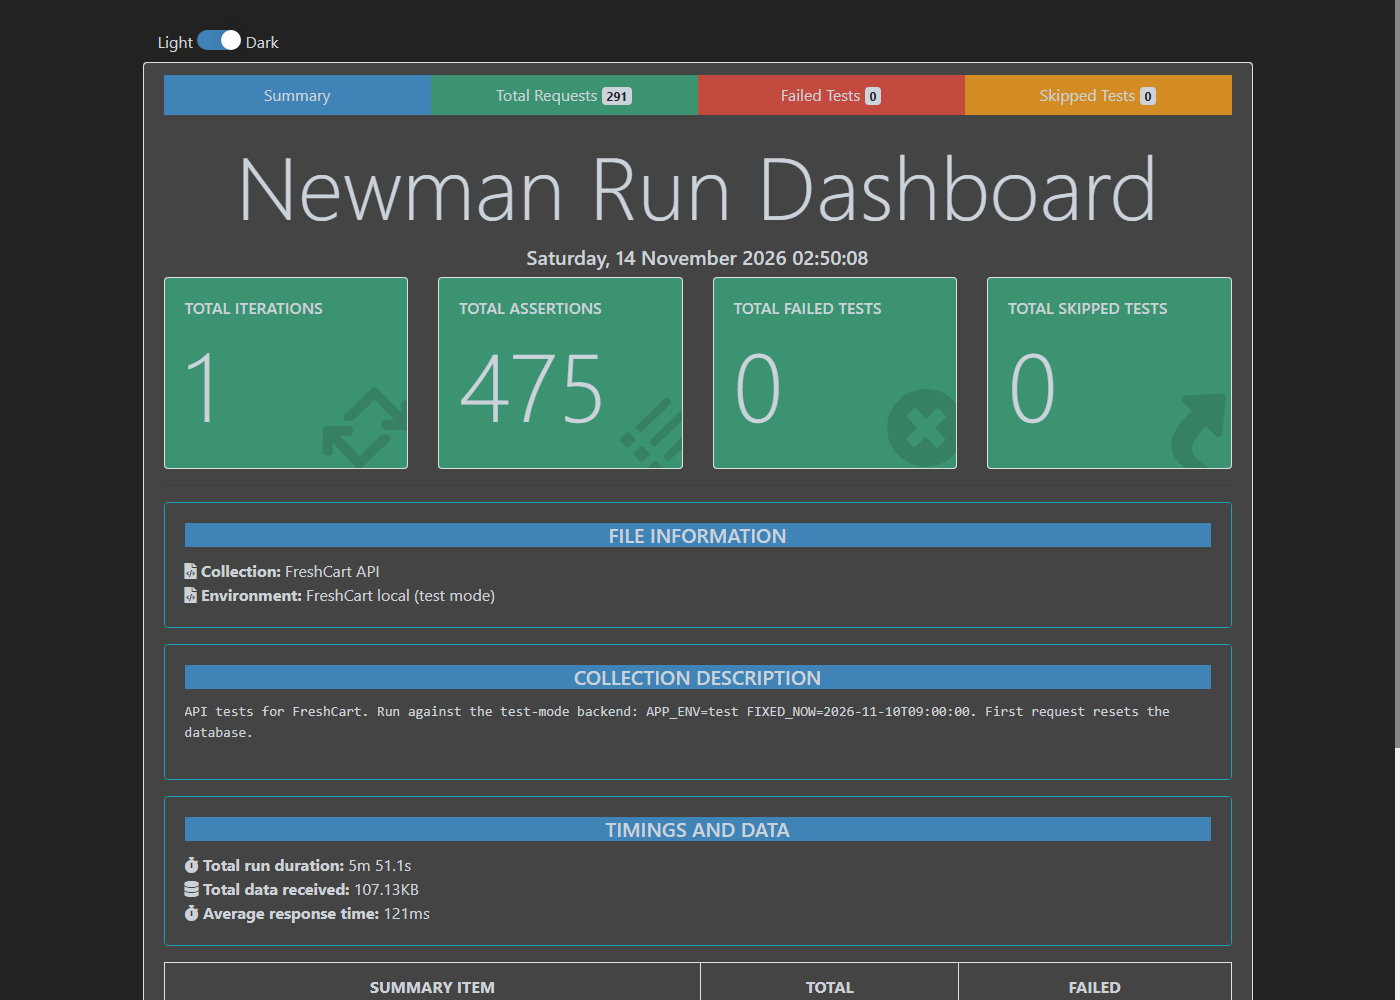 Light Dark
Summary Total Requests 291 Failed Tests 0 Skipped Tests 0
Newman Run Dashboard
Saturday, 14 November 2026 02:50:08
TOTAL ITERATIONS TOTAL ASSERTIONS TOTAL FAILED TESTS TOTAL SKIPPED TESTS
1 475 0 0
FILE INFORMATION
Collection: FreshCart API
Environment: FreshCart local (test mode)
COLLECTION DESCRIPTION
API tests for FreshCart. Run against the test-mode backend: APP_ENV=test FIXED_NOW=2026-11-10T09:00:00. First request resets the
database.
TIMINGS AND DATA
Total run duration: 5m 51.1s
Total data received: 107.13KB
Average response time: 121ms
SUMMARY ITEM TOTAL FAILED